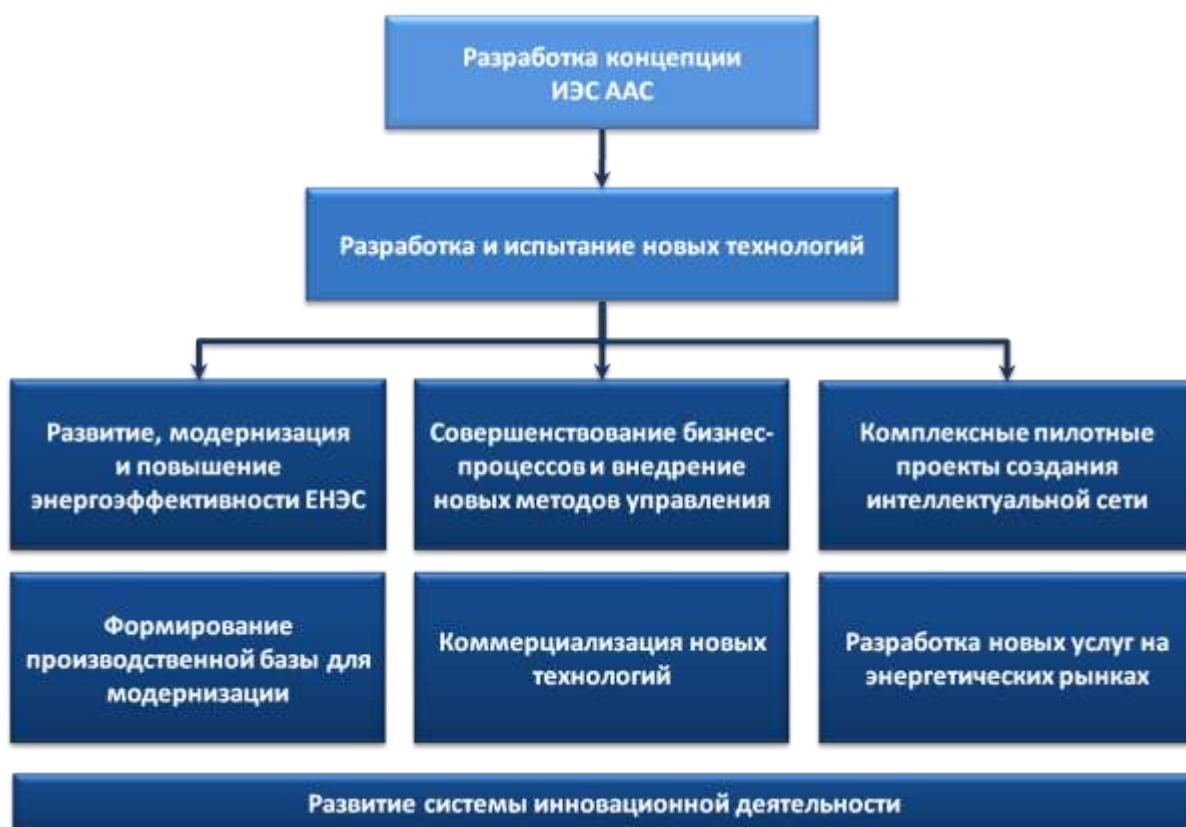 Разработка концепции
ИЭС ААС
Разработка и испытание новых технологий
Развитие, модернизация
и повышение
энергоэффективности ЕНЭС
Совершенствование бизнес-
процессов и внедрение
новых методов управления
Комплексные пилотные
проекты создания
интеллектуальной сети
Формирование
производственной базы для
модернизации
Коммерциализация новых
технологий
Разработка новых услуг на
энергетических рынках
Развитие системы инновационной деятельности